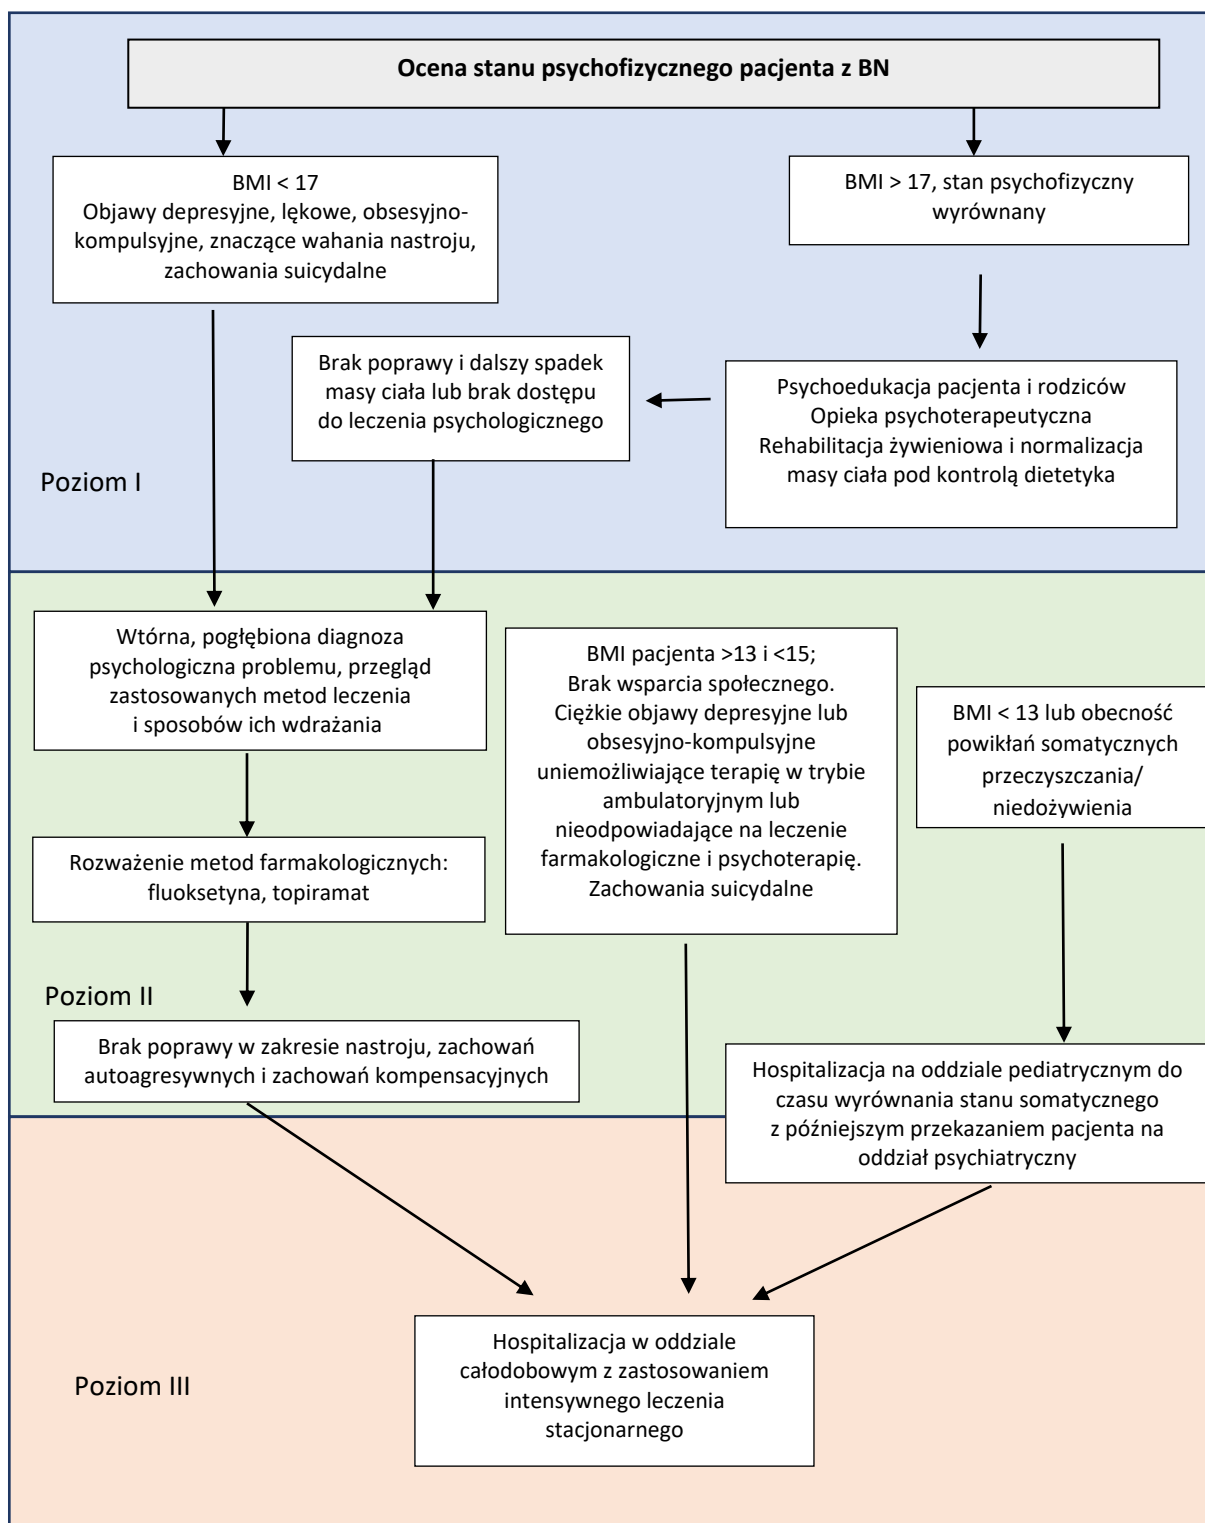 Ocena stanu psychofizycznego pacjenta z BN
BMI < 17
Objawy depresyjne, lękowe, obsesyjno-
kompulsyjne, znaczące wahania nastroju,
zachowania suicydalne
BMI > 17, stan psychofizyczny
wyrównany
Brak poprawy i dalszy spadek
masy ciała lub brak dostępu
do leczenia psychologicznego
Psychoedukacja pacjenta i rodziców
Opieka psychoterapeutyczna
Rehabilitacja żywieniowa i normalizacja
masy ciała pod kontrolą dietetyka
Poziom I
Wtórna, pogłębiona diagnoza
psychologiczna problemu, przegląd
zastosowanych metod leczenia
i sposobów ich wdrażania
BMI pacjenta >13 i <15;
Brak wsparcia społecznego.
Ciężkie objawy depresyjne lub
obsesyjno-kompulsyjne
uniemożliwiające terapię w trybie
ambulatoryjnym lub
nieodpowiadające na leczenie
farmakologiczne i psychoterapię.
Zachowania suicydalne
BMI < 13 lub obecność
powikłań somatycznych
przeczyszczania/
niedożywienia
Rozważenie metod farmakologicznych:
fluoksetyna, topiramat
Poziom II
Brak poprawy w zakresie nastroju, zachowań
autoagresywnych i zachowań kompensacyjnych
Hospitalizacja na oddziale pediatrycznym do
czasu wyrównania stanu somatycznego
z późniejszym przekazaniem pacjenta na
oddział psychiatryczny
Hospitalizacja w oddziale
całodobowym z zastosowaniem
intensywnego leczenia
stacjonarnego
Poziom III